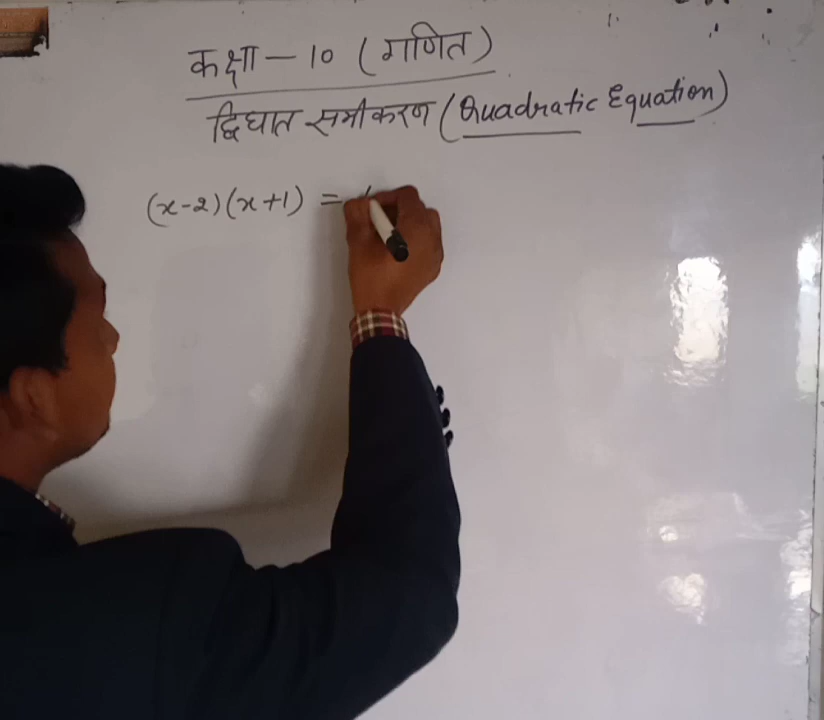 कक्षा - 10 (गणित)
द्विघात समीकरण (Quadratic Equation)
(x-2)(x+1) = (